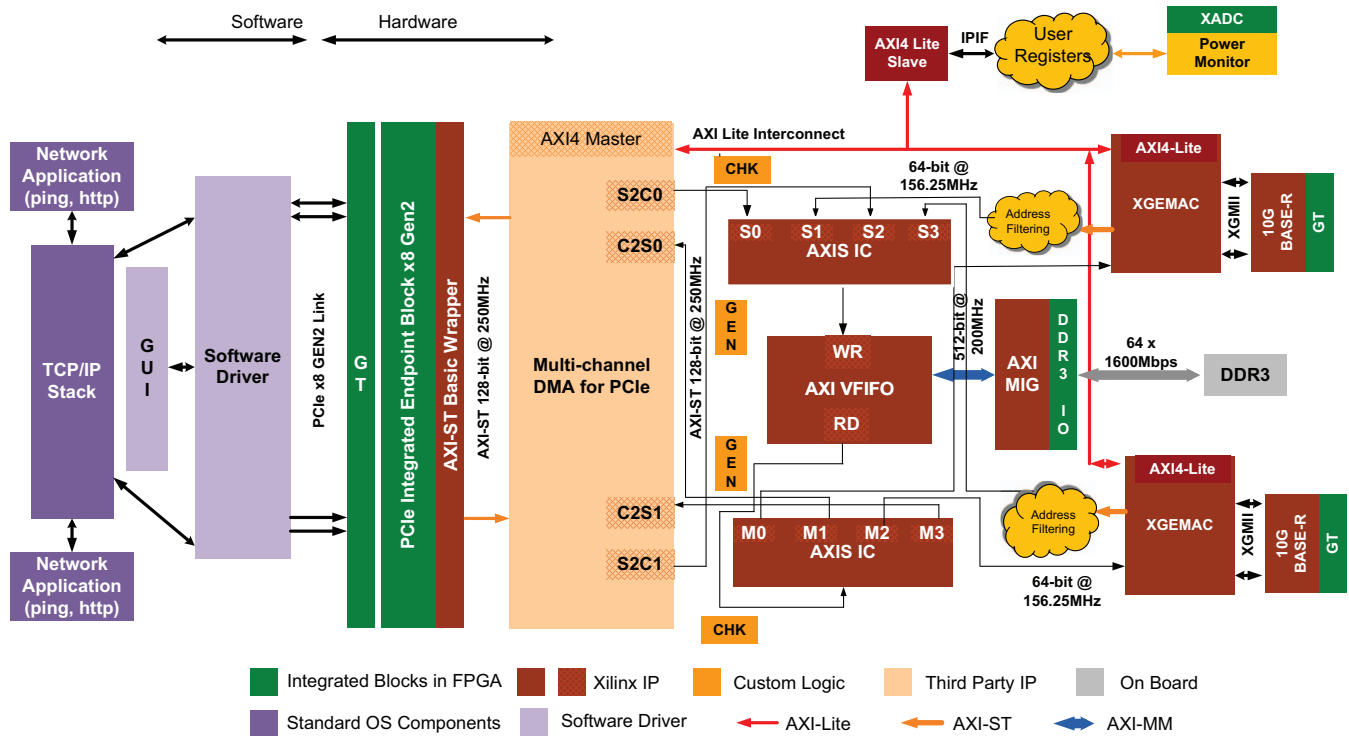 Software
Hardware
XADC
Power
Monitor
AXI4 Lite
Slave
IPIF
User
Registers
AXI Lite Interconnect
AXI4 Master
CHK
64-bit @
156.25MHz
AXI4-Lite
XGEMAC
XGMII
10G
BASE-R
GT
Network
Application
(ping, http)
S2C0
C2S0
S0
S1
S2
S3
AXIS IC
Address
Filtering
TCP/IP
Stack
G
U
I
Software
Driver
PCIe x8 GEN2 Link
G
T
PCIe Integrated Endpoint Block x8 Gen2
AXI-ST Basic Wrapper
AXI-ST 128-bit @ 250MHz
Multi-channel
DMA for PCIe
AXI-ST 128-bit @ 250MHz
G
E
N
WR
AXI VFIFO
RD
512-bit @
200MHz
AXI
MIG
D
D
R
3
IO
64 x
1600Mbps
DDR3
G
E
N
C2S1
S2C1
M0
M1
M2
M3
AXIS IC
Address
Filtering
AXI4-Lite
XGEMAC
XGMII
10G
BASE-R
GT
64-bit @
156.25MHz
Network
Application
(ping, http)
CHK
Integrated Blocks in FPGA
Xilinx IP
Custom Logic
Third Party IP
On Board
Standard OS Components
Software Driver
AXI-Lite
AXI-ST
AXI-MM